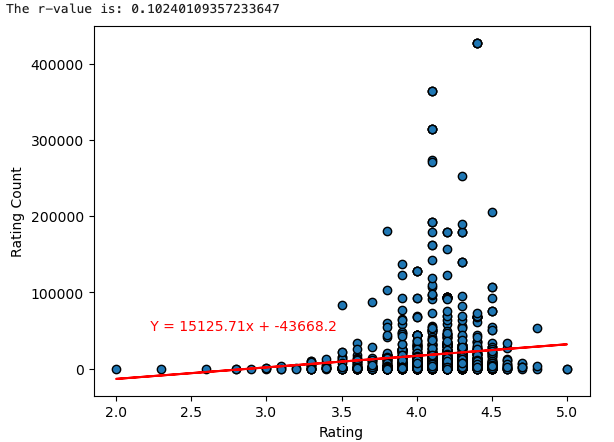 The r-value is: 0.10240109357233647
400000
300000
200000
100000
0
Rating Count
Y = 15125.71x + -43668.2
2.0 2.5 3.0 3.5 4.0 4.5 5.0
Rating